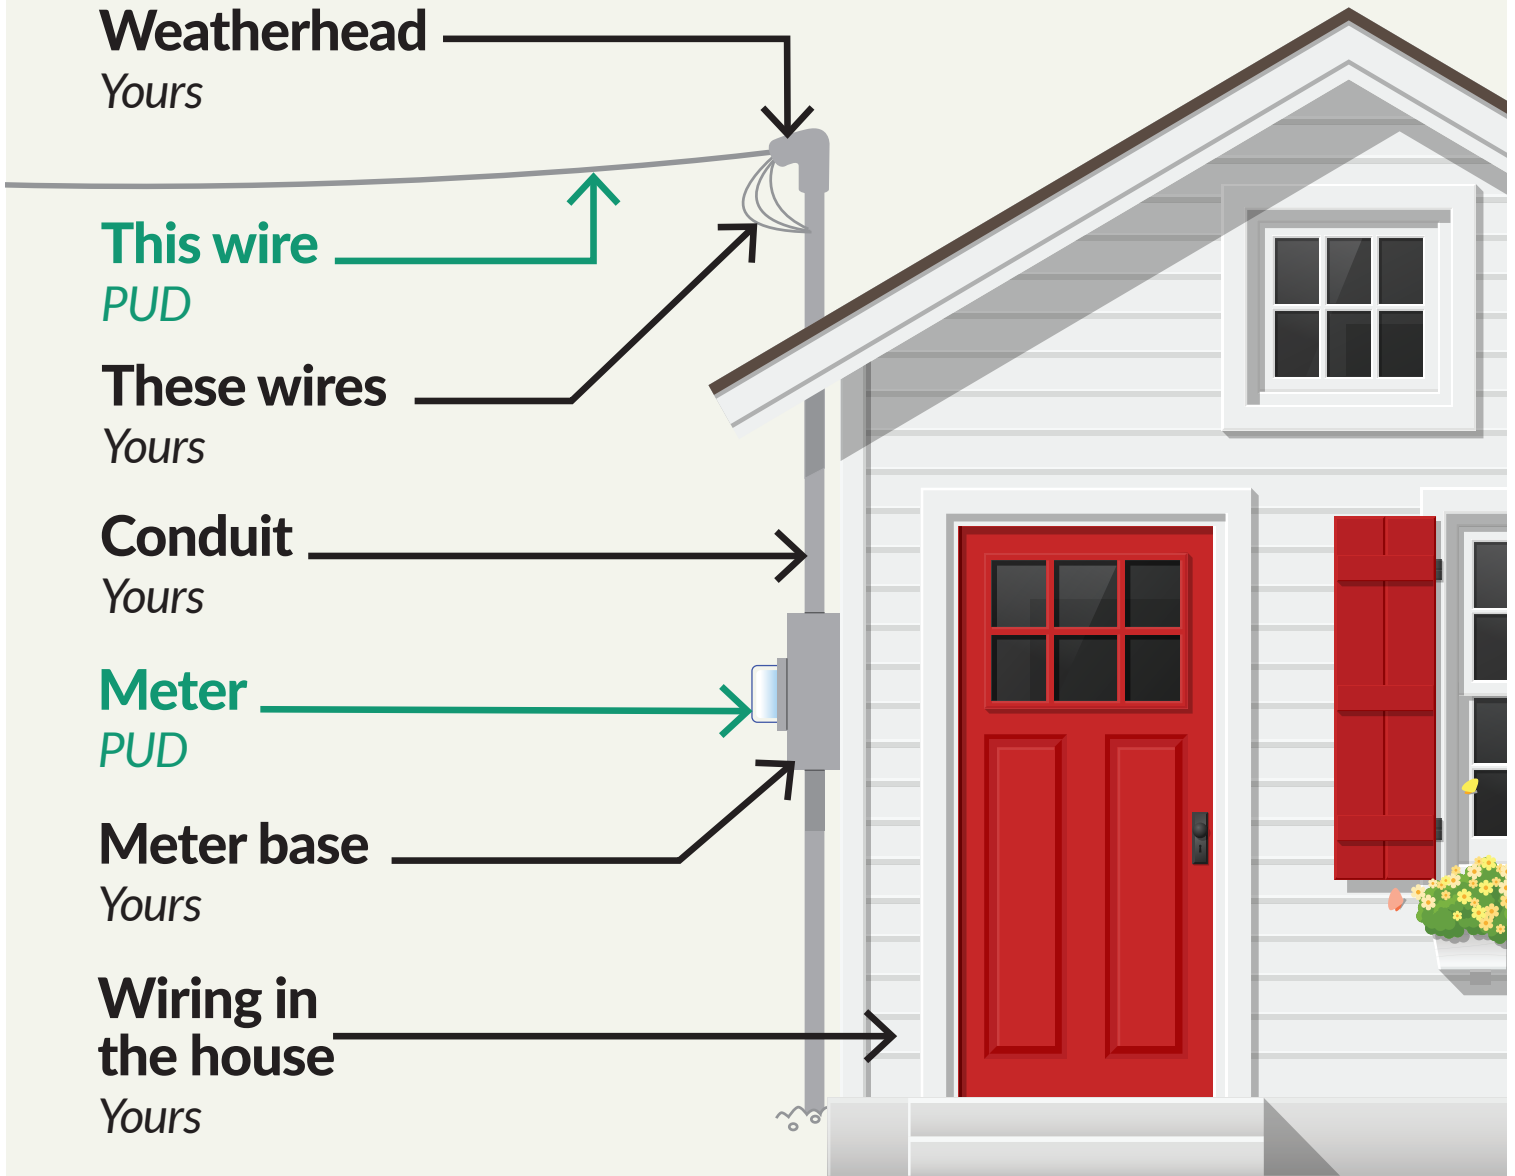 Weatherhead
Yours
This wire
PUD
These wires
Yours
Conduit
Yours
Meter
PUD
Meter base
Yours
Wiring in
the house
Yours